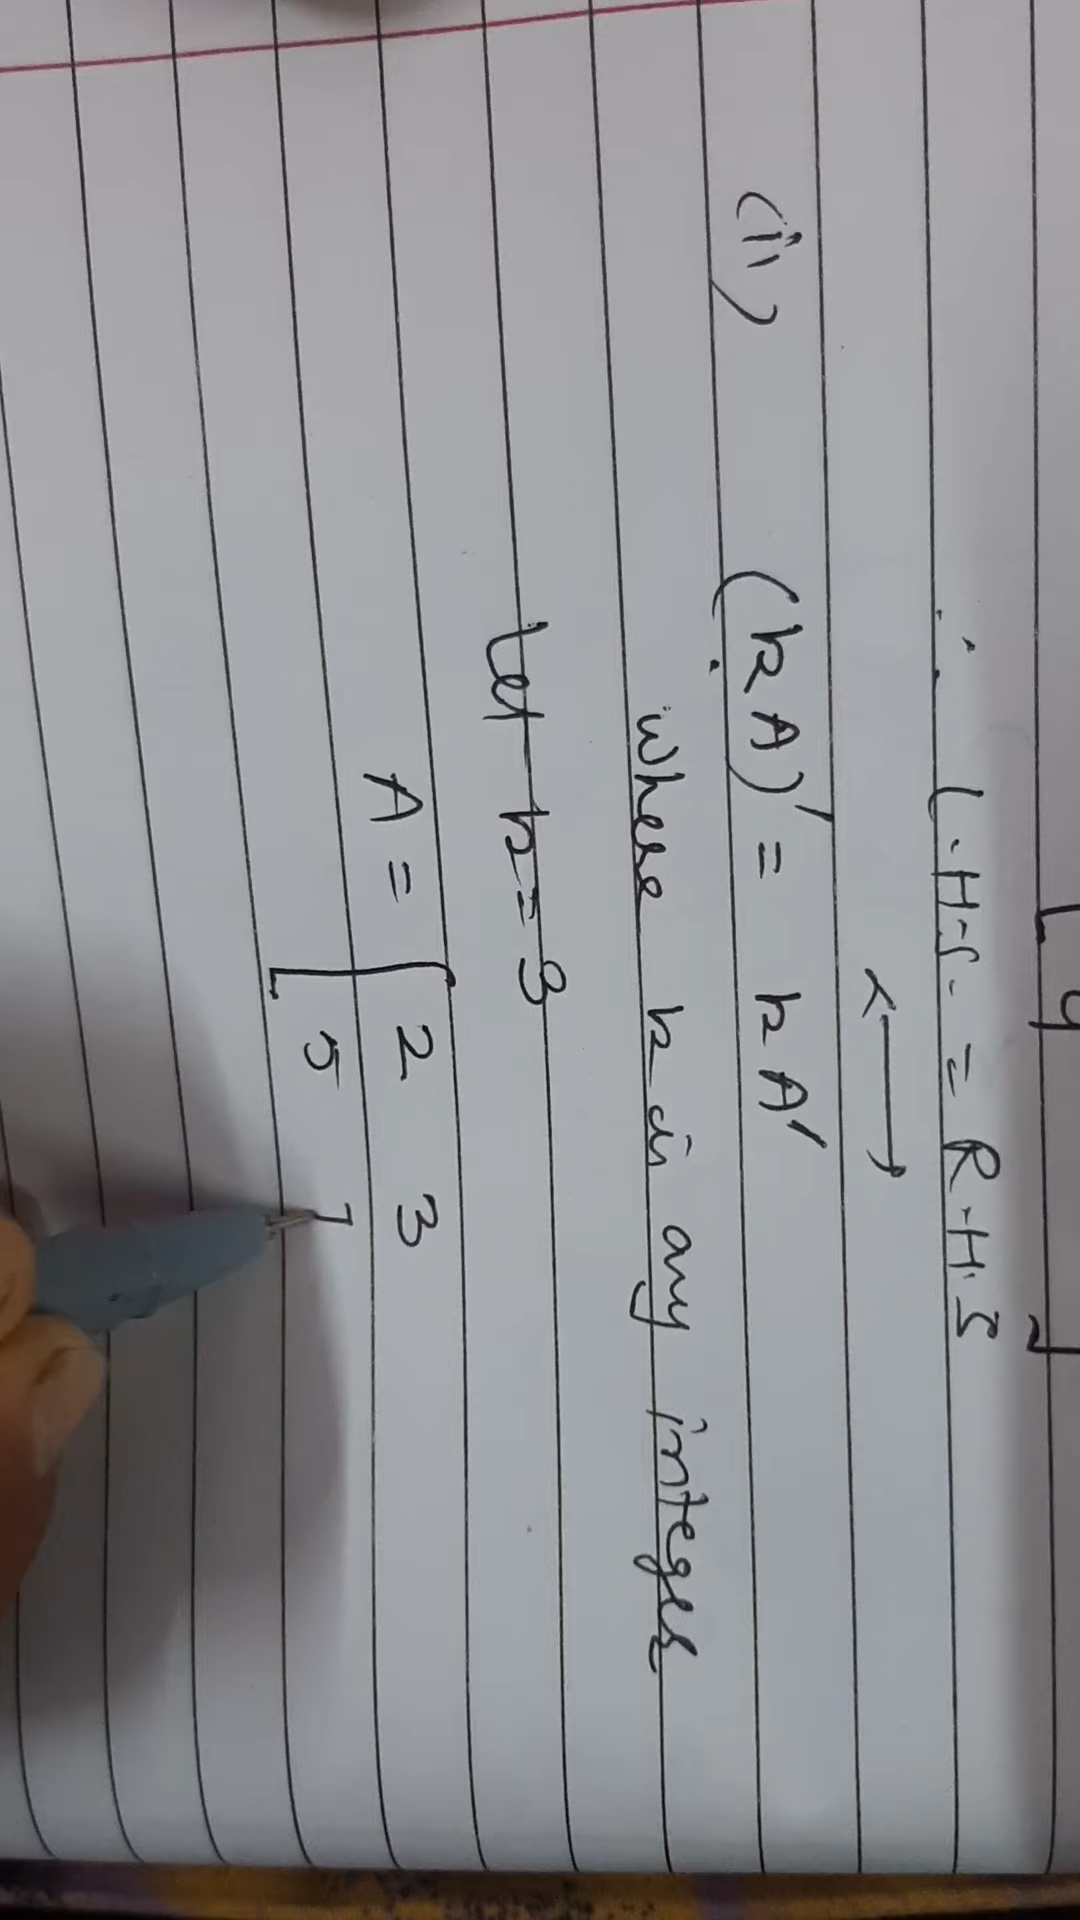 ∴ L.H.S. = R.H.S
(ii) (kA)' = kA'
where k is any integer
Let k = 3
A = [ 2 3
5 7